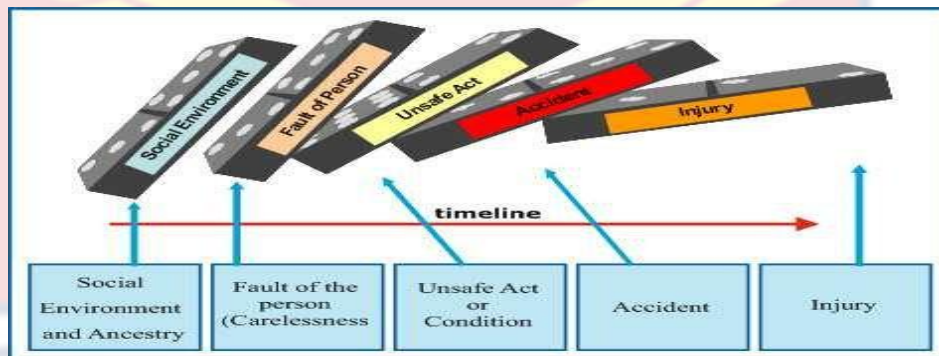 Social Environment
Fault of Person
Unsafe Act
Accident
Injury
timeline
Social
Environment
and Ancestry
Fault of the
person
(Carelessness
Unsafe Act
or
Condition
Accident
Injury